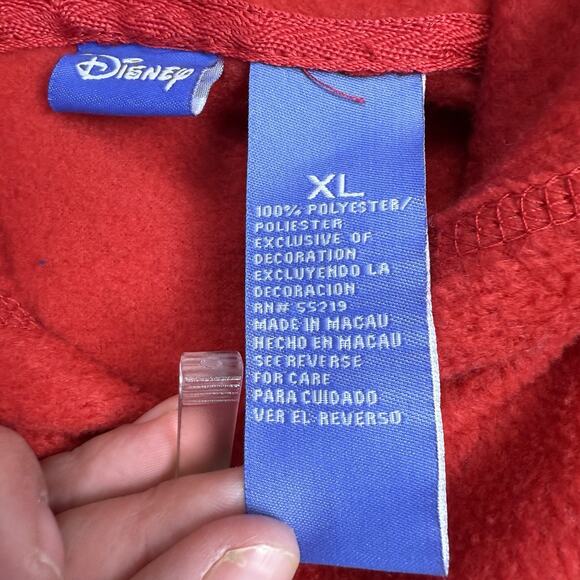 Disney
XL
100% POLYESTER/
POLIESTER
EXCLUSIVE OF
DECORATION
EXCLUYENDO LA
DECORACION
RN# 55219
MADE IN MACAU
HECHO EN MACAU
SEE REVERSE
FOR CARE
PARA CUIDADO
VER EL REVERSO